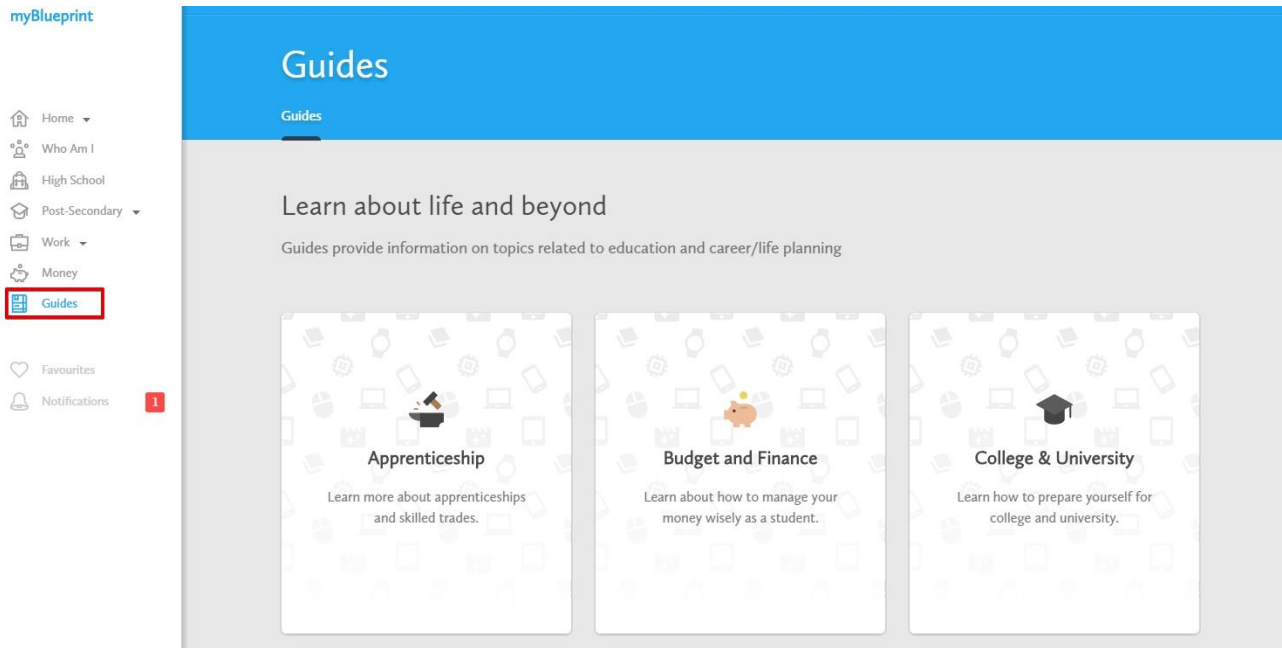 myBlueprint
Home
Who Am I
High School
Post-Secondary
Work
Money
Guides
Favourites
Notifications 1
Guides
Guides
Learn about life and beyond
Guides provide information on topics related to education and career/life planning
Apprenticeship
Learn more about apprenticeships
and skilled trades.
Budget and Finance
Learn about how to manage your
money wisely as a student.
College & University
Learn how to prepare yourself for
college and university.